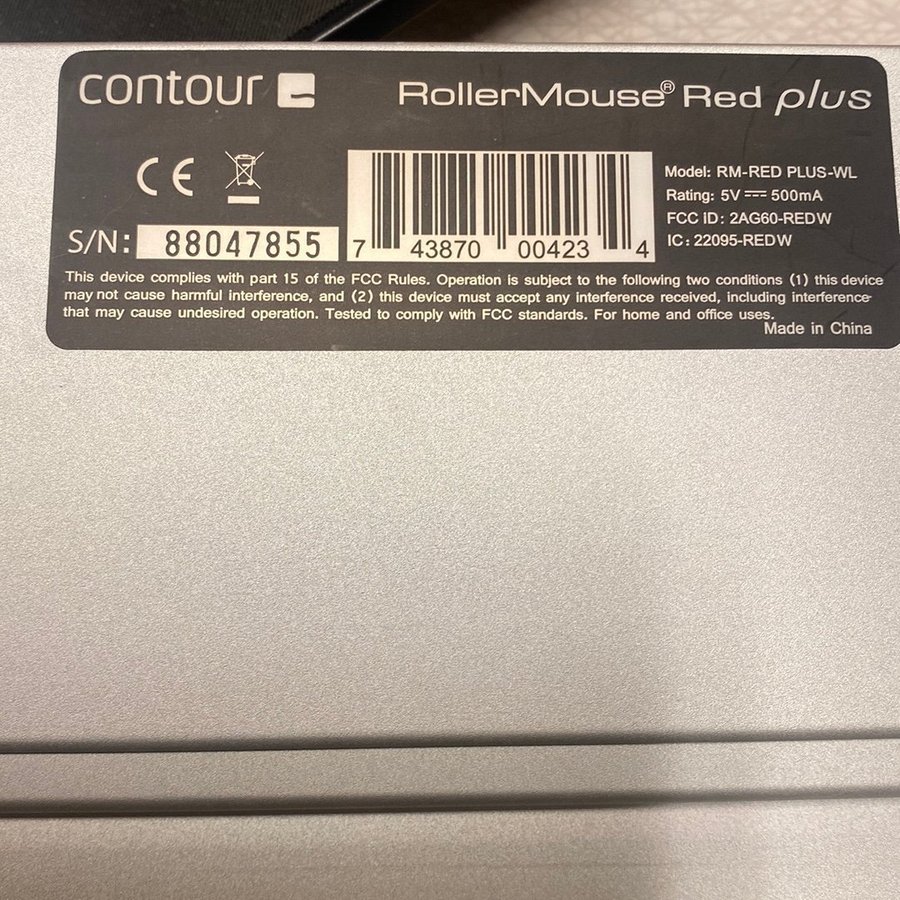 contour RollerMouse® Red plus
CE
S/N: 88047855
7 43870 00423 4
Model: RM-RED PLUS-WL
Rating: 5V ⎓ 500mA
FCC ID: 2AG60-REDW
IC: 22095-REDW
This device complies with part 15 of the FCC Rules. Operation is subject to the following two conditions (1) this device
may not cause harmful interference, and (2) this device must accept any interference received, including interference
that may cause undesired operation. Tested to comply with FCC standards. For home and office uses.
Made in China